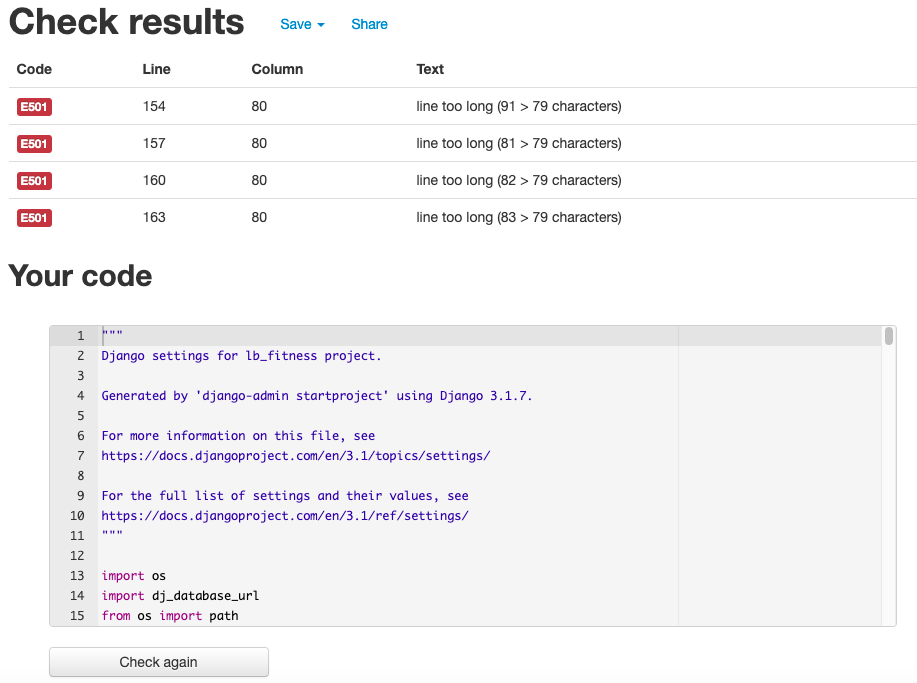 Check results Save Share
Code Line Column Text
E501 154 80 line too long (91 > 79 characters)
E501 157 80 line too long (81 > 79 characters)
E501 160 80 line too long (82 > 79 characters)
E501 163 80 line too long (83 > 79 characters)
Your code
1 """
2 Django settings for lb_fitness project.
3
4 Generated by 'django-admin startproject' using Django 3.1.7.
5
6 For more information on this file, see
7 https://docs.djangoproject.com/en/3.1/topics/settings/
8
9 For the full list of settings and their values, see
10 https://docs.djangoproject.com/en/3.1/ref/settings/
11 """
12
13 import os
14 import dj_database_url
15 from os import path
Check again